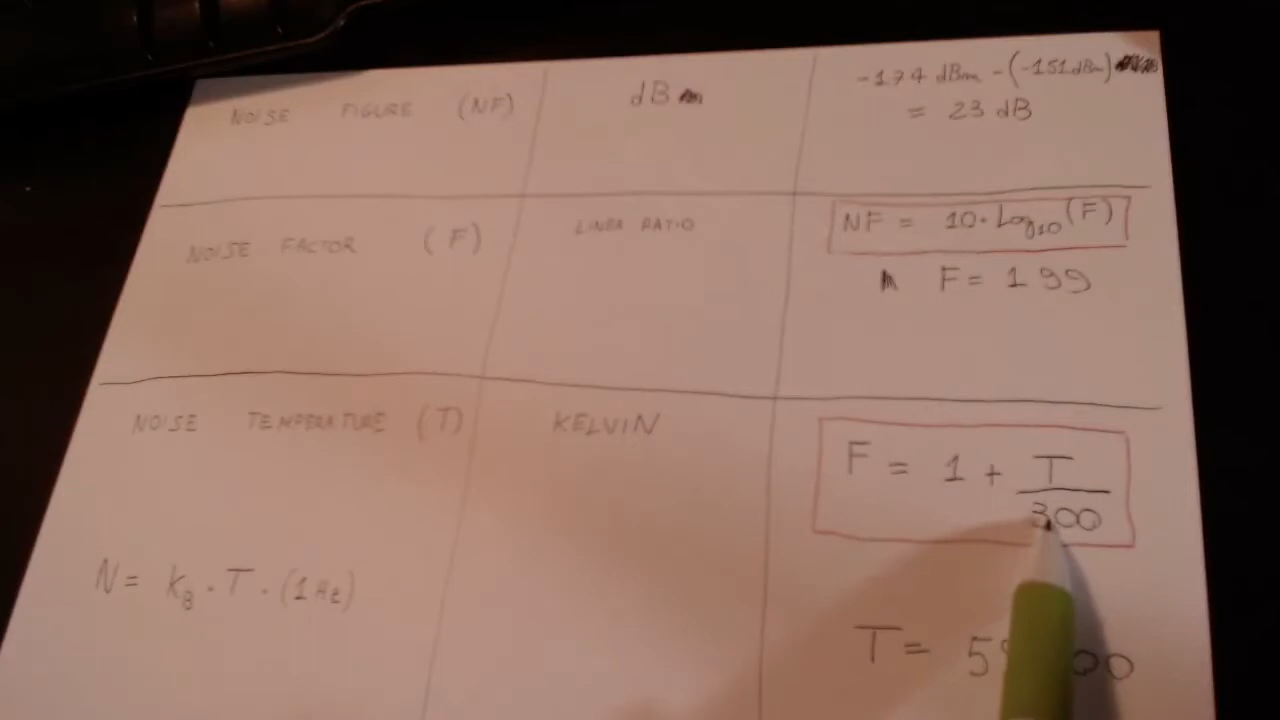 NOISE FIGURE (NF)
dB
-174 dBm - (-151 dBm)
= 23 dB
NOISE FACTOR (F)
LINEA RATIO
NF = 10 · Log10 (F)
F = 199
NOISE TEMPERATURE (T)
KELVIN
F = 1 + T/300
N = kB · T · (1 Hz)
T =